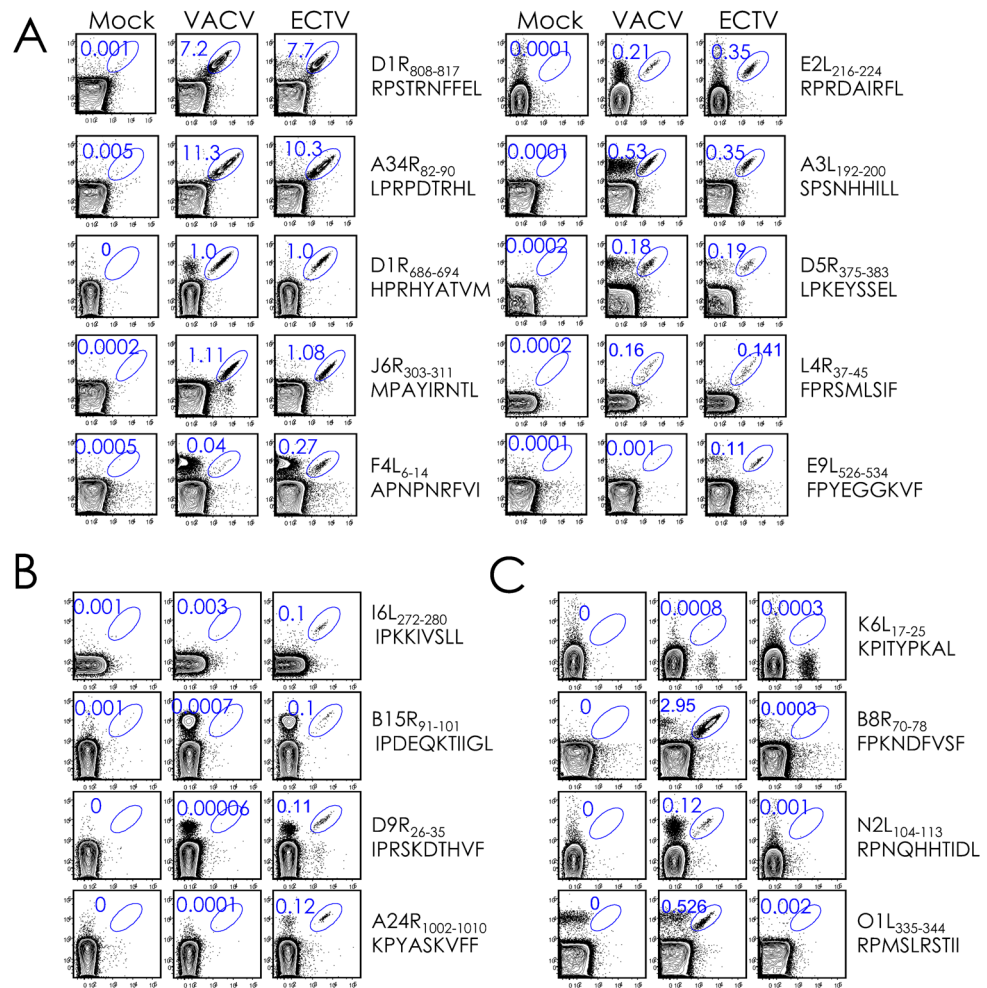 A
Mock VACV ECTV
0.001 7.2 7.7
D1R808-817
RPSTRNFFEL
0.005 11.3 10.3
A34R82-90
LPRPDTRHL
0 1.0 1.0
D1R686-694
HPRHYATVM
0.0002 1.11 1.08
J6R303-311
MPAYIRNTL
0.0005 0.04 0.27
F4L6-14
APNPNRFVI
Mock VACV ECTV
0.0001 0.21 0.35
E2L216-224
RPRDAIRFL
0.0001 0.53 0.35
A3L192-200
SPSNHHILL
0.0002 0.18 0.19
D5R375-383
LPKEYSSEL
0.0002 0.16 0.141
L4R37-45
FPRSMLSIF
0.0001 0.001 0.11
E9L526-534
FPYEGGKVF
B
0.001 0.003 0.1
I6L272-280
IPKKIVSLL
0.001 0.0007 0.1
B15R91-101
IPDEQKTIIGL
0 0.00006 0.11
D9R26-35
IPRSKDTHVF
0 0.0001 0.12
A24R1002-1010
KPYASKVFF
C
0 0.0008 0.0003
K6L17-25
KPITYPKAL
0 2.95 0.0003
B8R70-78
FPKNDFVSF
0 0.12 0.001
N2L104-113
RPNQHHTIDL
0 0.526 0.002
O1L335-344
RPMSLRSTII